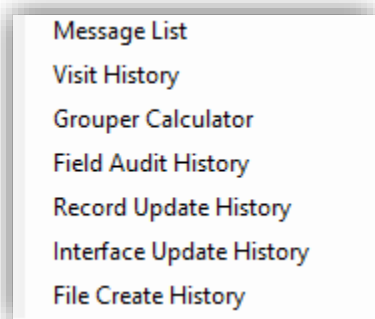 Message List
Visit History
Grouper Calculator
Field Audit History
Record Update History
Interface Update History
File Create History